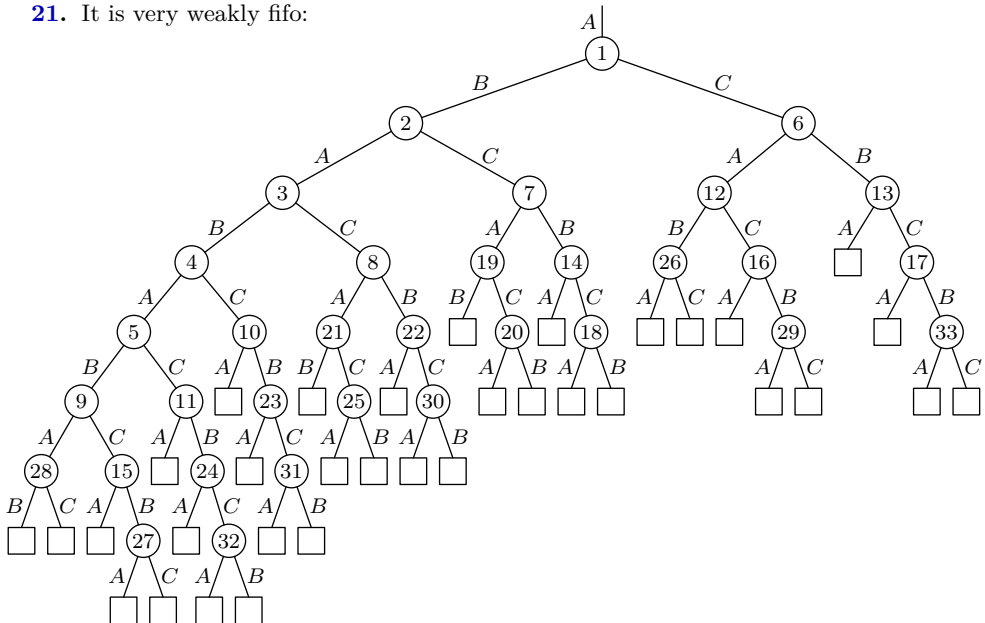 21. It is very weakly fifo:
A
1
B C
2 6
A C A B
3 7 12 13
B C A B B C A C
4 8 19 14 26 16 17
A C A B B C A C A C A B A B
5 10 21 22 20 18 29 33
B C A B B C A C A B A B A C A C
9 11 23 25 30
A C A B A C A B A B
28 15 24 31
B C A B A C A B
27 32
A C A B